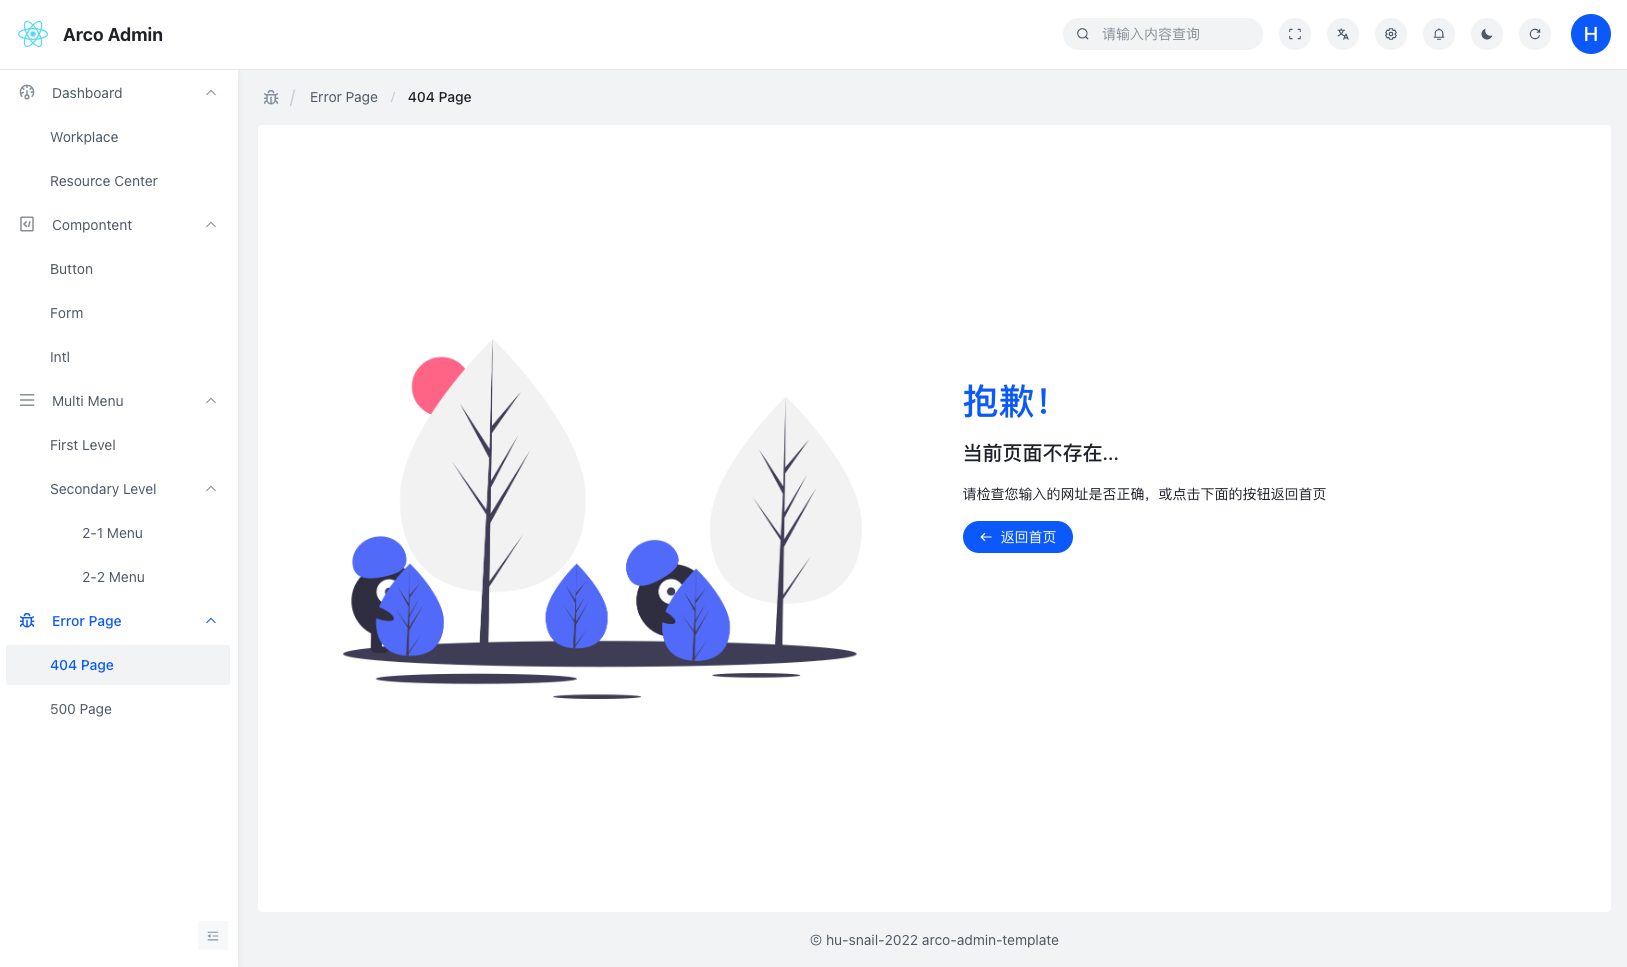 Arco Admin
请输入内容查询
H
Dashboard
Workplace
Resource Center
Compontent
Button
Form
Intl
Multi Menu
First Level
Secondary Level
2-1 Menu
2-2 Menu
Error Page
404 Page
500 Page
/ Error Page / 404 Page
抱歉！
当前页面不存在...
请检查您输入的网址是否正确，或点击下面的按钮返回首页
返回首页
© hu-snail-2022 arco-admin-template